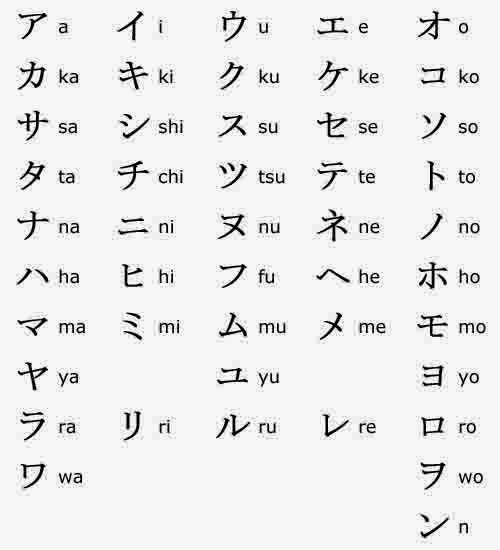 ア a イ i ウ u エ e オ o
カ ka キ ki ク ku ケ ke コ ko
サ sa シ shi ス su セ se ソ so
タ ta チ chi ツ tsu テ te ト to
ナ na ニ ni ヌ nu ネ ne ノ no
ハ ha ヒ hi フ fu ヘ he ホ ho
マ ma ミ mi ム mu メ me モ mo
ヤ ya ユ yu ヨ yo
ラ ra リ ri ル ru レ re ロ ro
ワ wa ヲ wo
ン n